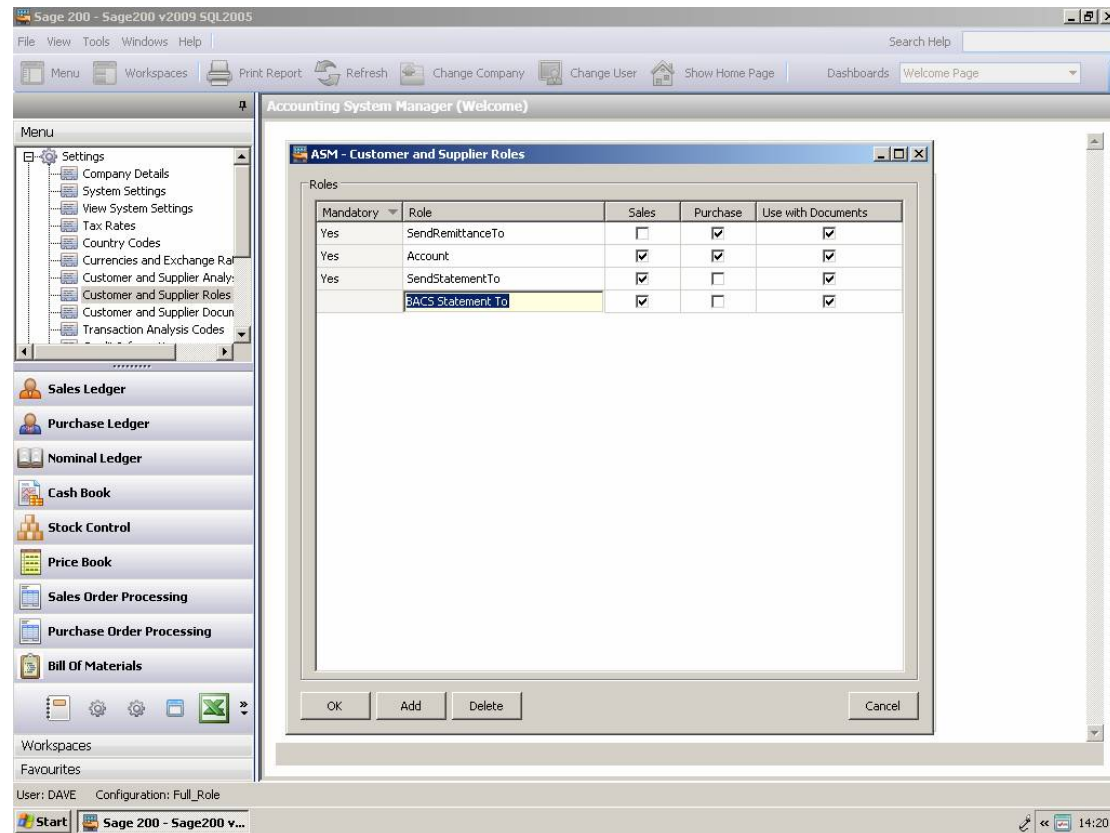 Sage 200 - Sage200 v2009 SQL2005
File View Tools Windows Help Search Help
Menu Workspaces Print Report Refresh Change Company Change User Show Home Page Dashboards Welcome Page
Accounting System Manager (Welcome)
Menu
Settings
Company Details
System Settings
View System Settings
Tax Rates
Country Codes
Currencies and Exchange Ra
Customer and Supplier Analy
Customer and Supplier Roles
Customer and Supplier Docun
Transaction Analysis Codes
Sales Ledger
Purchase Ledger
Nominal Ledger
Cash Book
Stock Control
Price Book
Sales Order Processing
Purchase Order Processing
Bill Of Materials
Workspaces
Favourites
ASM - Customer and Supplier Roles
Roles
Mandatory Role Sales Purchase Use with Documents
Yes SendRemittanceTo
Yes Account
Yes SendStatementTo
BACS Statement To
OK Add Delete Cancel
User: DAVE Configuration: Full_Role
Start Sage 200 - Sage200 v... « 14:20